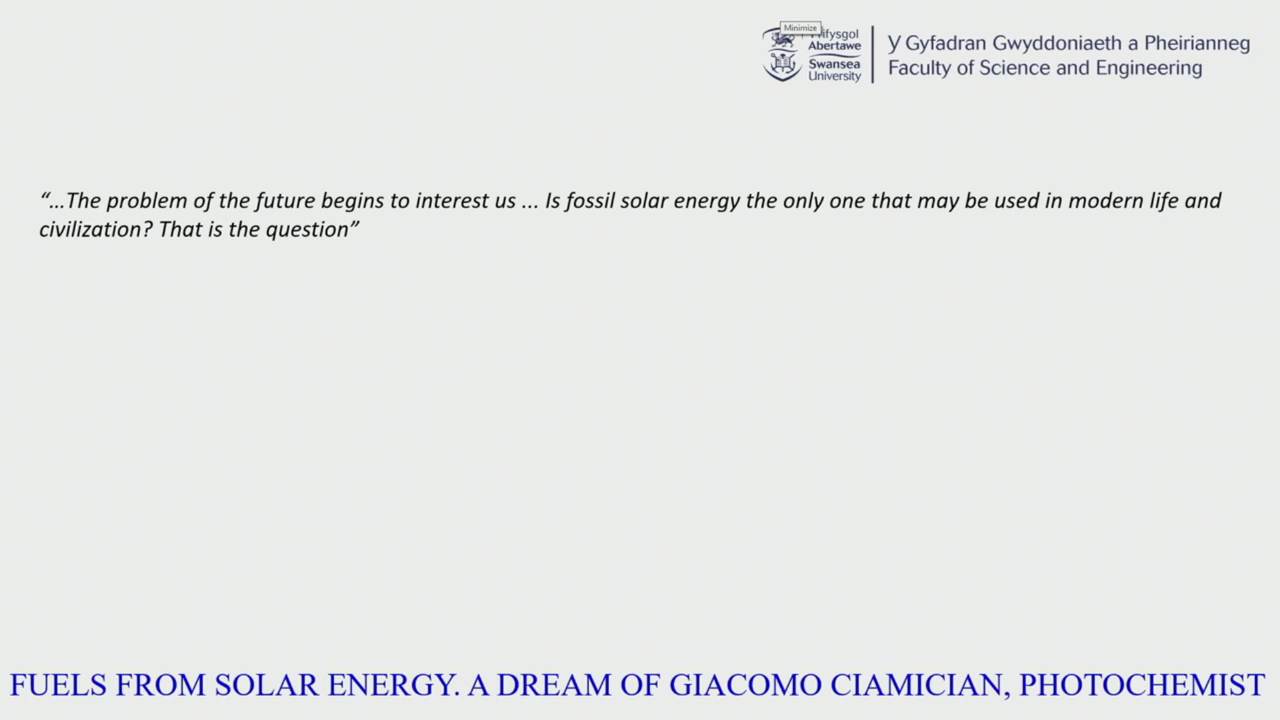 Minimize
Abertawe
Swansea
University
Y Gyfadran Gwyddoniaeth a Pheirianneg
Faculty of Science and Engineering
“...The problem of the future begins to interest us ... Is fossil solar energy the only one that may be used in modern life and
civilization? That is the question”
FUELS FROM SOLAR ENERGY. A DREAM OF GIACOMO CIAMICIAN, PHOTOCHEMIST